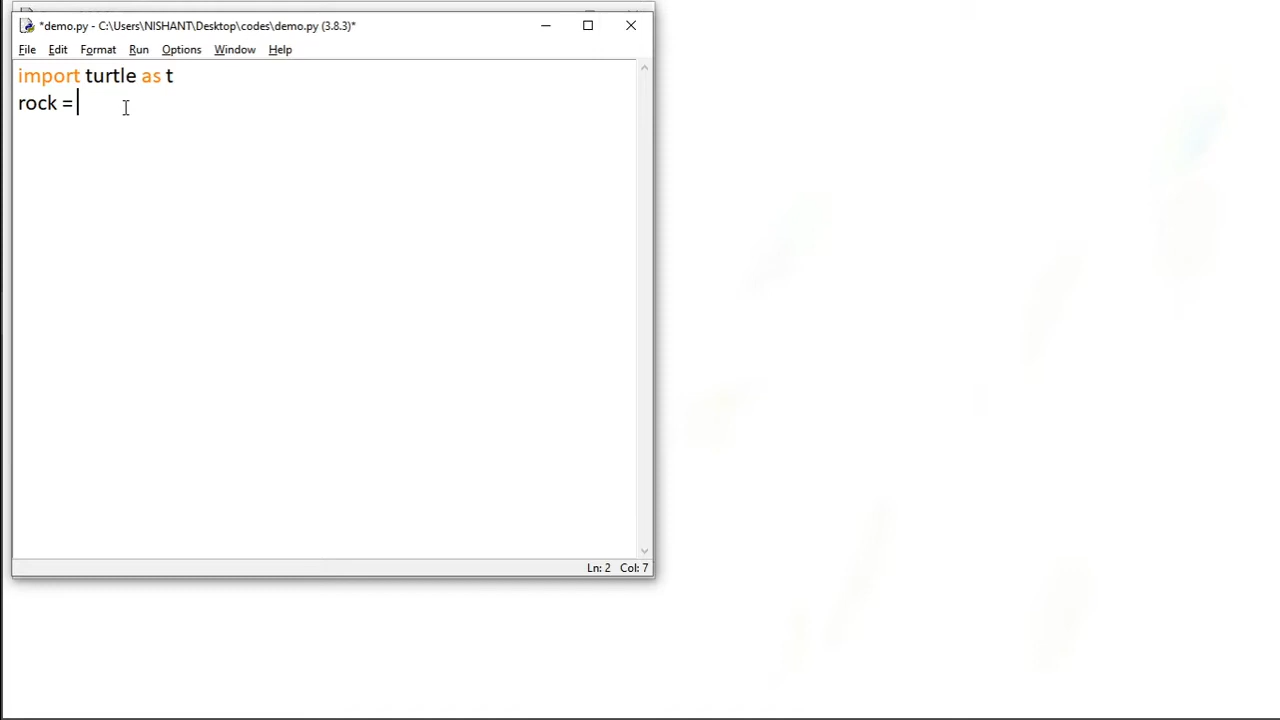 *demo.py - C:\Users\NISHANT\Desktop\codes\demo.py (3.8.3)*
File Edit Format Run Options Window Help
import turtle as t
rock =
Ln: 2 Col: 7